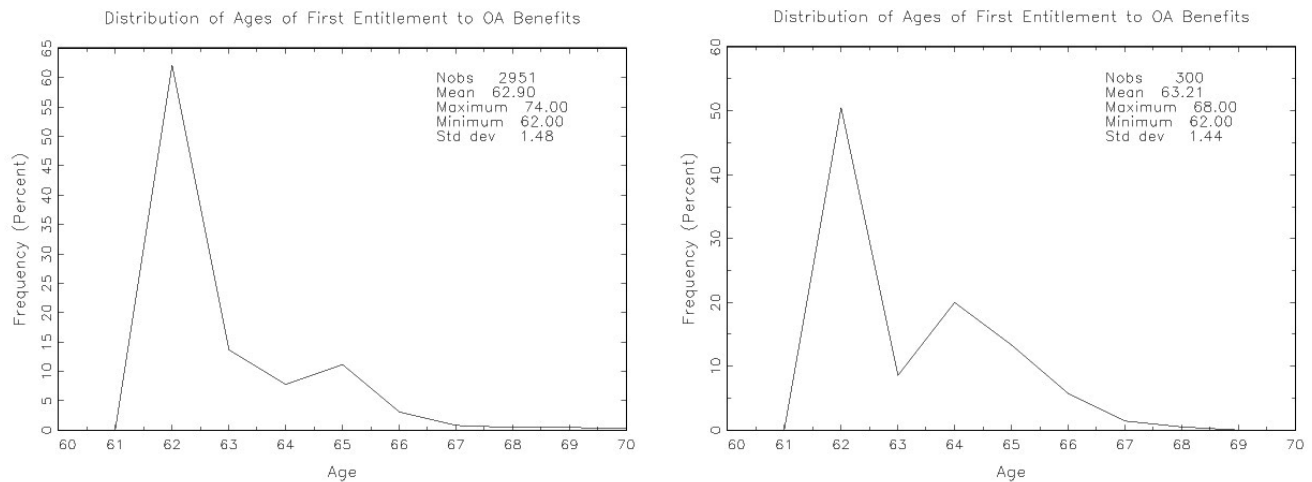 Distribution of Ages of First Entitlement to OA Benefits
Nobs 2951
Mean 62.90
Maximum 74.00
Minimum 62.00
Std dev 1.48
Frequency (Percent)
65
60
55
50
45
40
35
30
25
20
15
10
5
0
60 61 62 63 64 65 66 67 68 69 70
Age
Distribution of Ages of First Entitlement to OA Benefits
Nobs 300
Mean 63.21
Maximum 68.00
Minimum 62.00
Std dev 1.44
Frequency (Percent)
60
50
40
30
20
10
0
60 61 62 63 64 65 66 67 68 69 70
Age